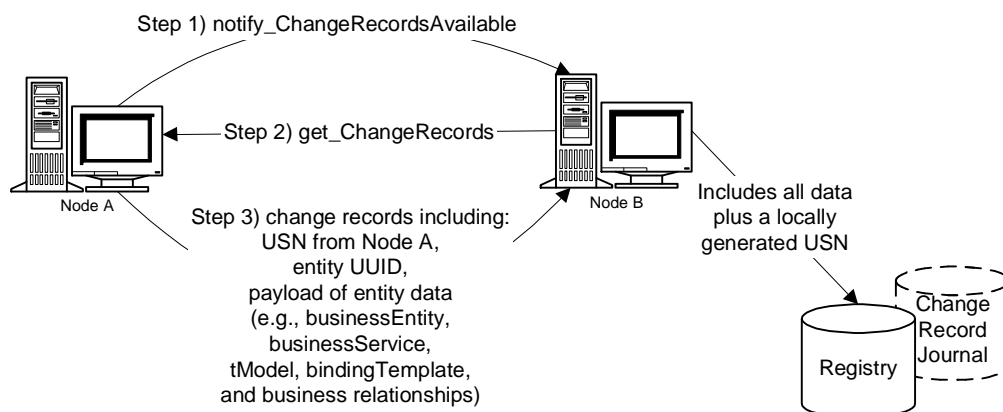 Step 1) notify_ChangeRecordsAvailable
Step 2) get_ChangeRecords
Node A
Node B
Step 3) change records including:
USN from Node A,
entity UUID,
payload of entity data
(e.g., businessEntity,
businessService,
tModel, bindingTemplate,
and business relationships)
Includes all data
plus a locally
generated USN
Change
Record
Journal
Registry